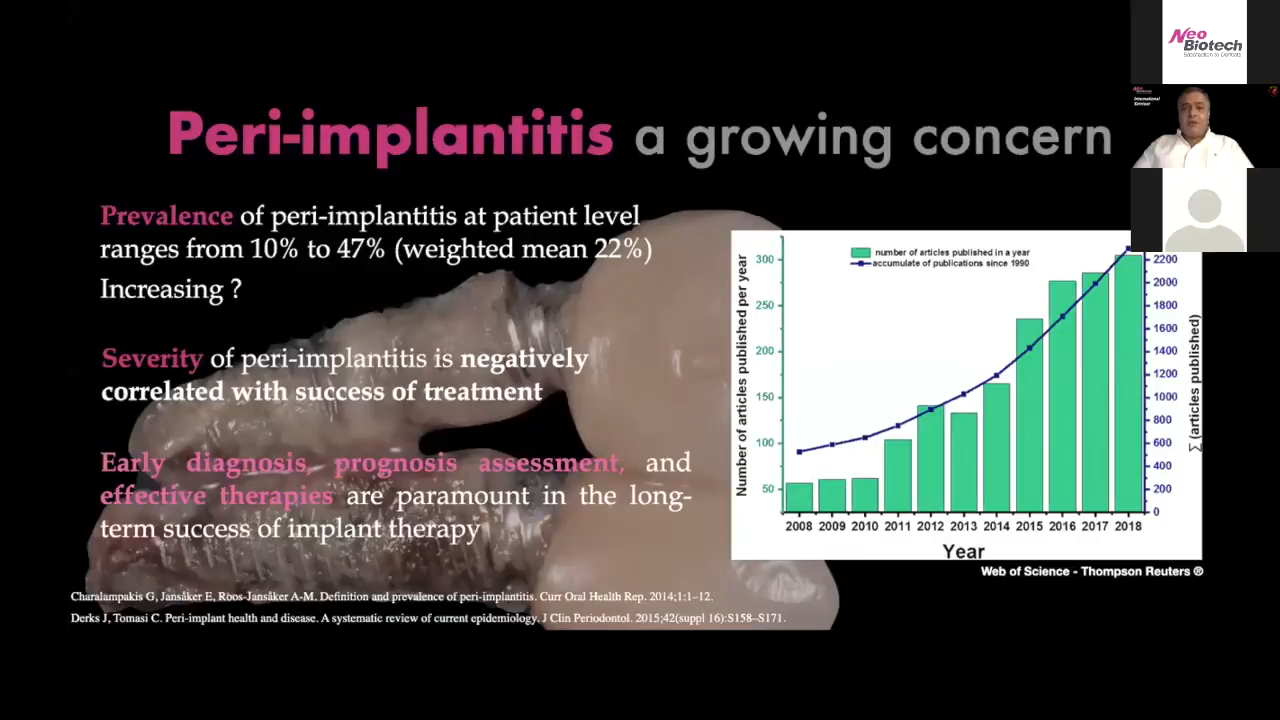 Neo
Biotech
International
Seminar
Peri-implantitis a growing concern
Prevalence of peri-implantitis at patient level
ranges from 10% to 47% (weighted mean 22%)
Increasing ?
Severity of peri-implantitis is negatively
correlated with success of treatment
Early diagnosis, prognosis assessment, and
effective therapies are paramount in the long-
term success of implant therapy
number of articles published in a year
accumulate of publications since 1990
Number of articles published per year
300
250
200
150
100
50
2200
2000
1800
1600
1400
1200
1000
800
600
400
200
0
∑ (articles published)
2008 2009 2010 2011 2012 2013 2014 2015 2016 2017 2018
Year
Web of Science - Thompson Reuters ®
Charalampakis G, Jansåker E, Roos-Jansåker A-M. Definition and prevalence of peri-implantitis. Curr Oral Health Rep. 2014;1:1–12.
Derks J, Tomasi C. Peri-implant health and disease. A systematic review of current epidemiology. J Clin Periodontol. 2015;42(suppl 16):S158–S171.